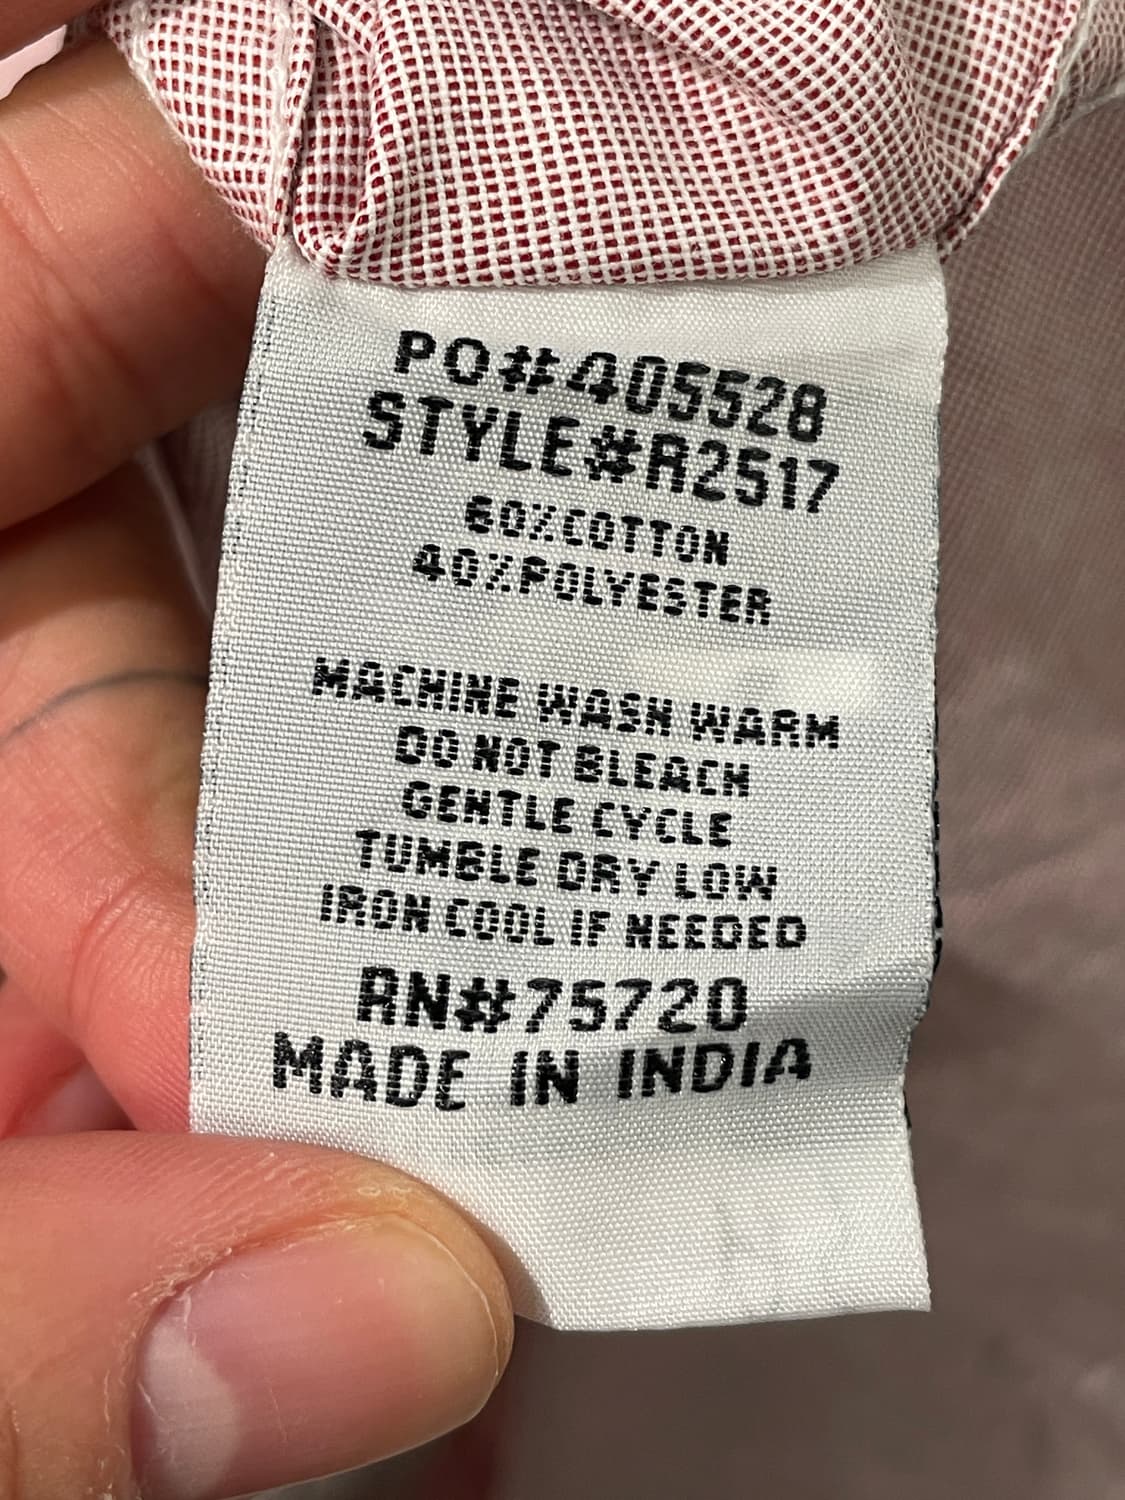 PO#405528
STYLE#R2517
60%COTTON
40%POLYESTER
MACHINE WASH WARM
DO NOT BLEACH
GENTLE CYCLE
TUMBLE DRY LOW
IRON COOL IF NEEDED
RN#75720
MADE IN INDIA